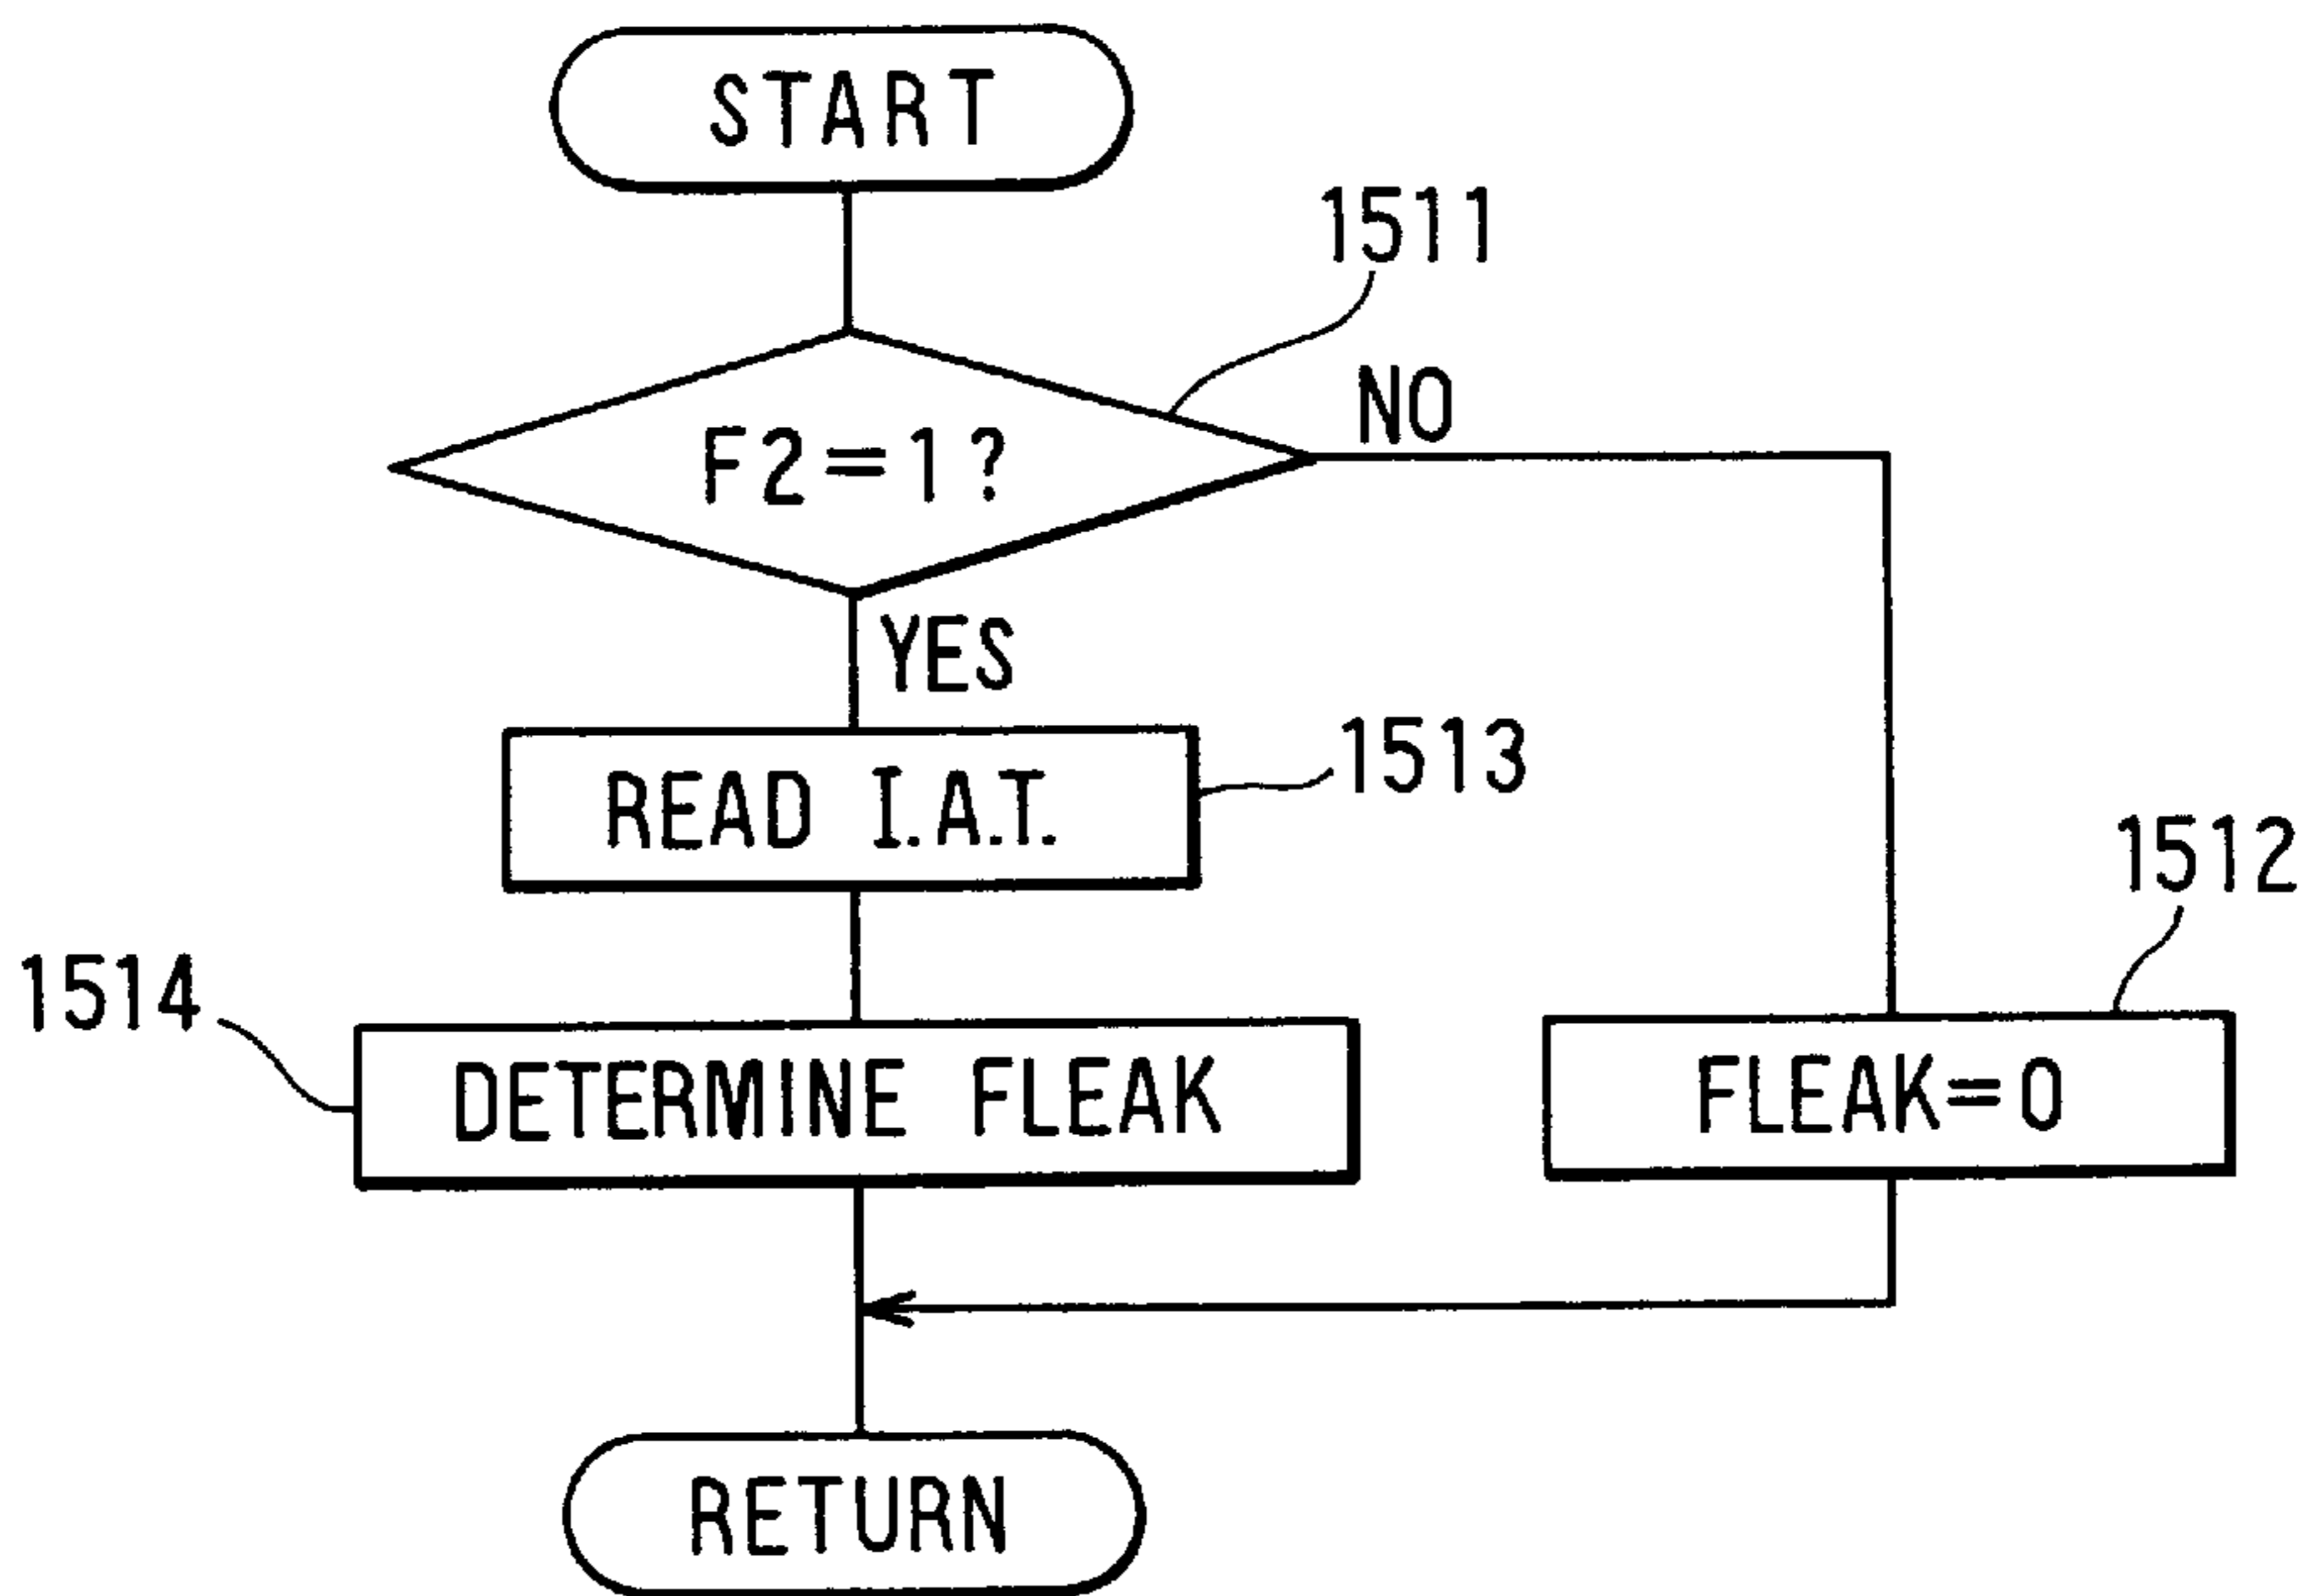 START
1511
NO
F2=1?
YES
1513
READ I.A.T.
1512
1514
DETERMINE FLEAK
FLEAK=0
RETURN